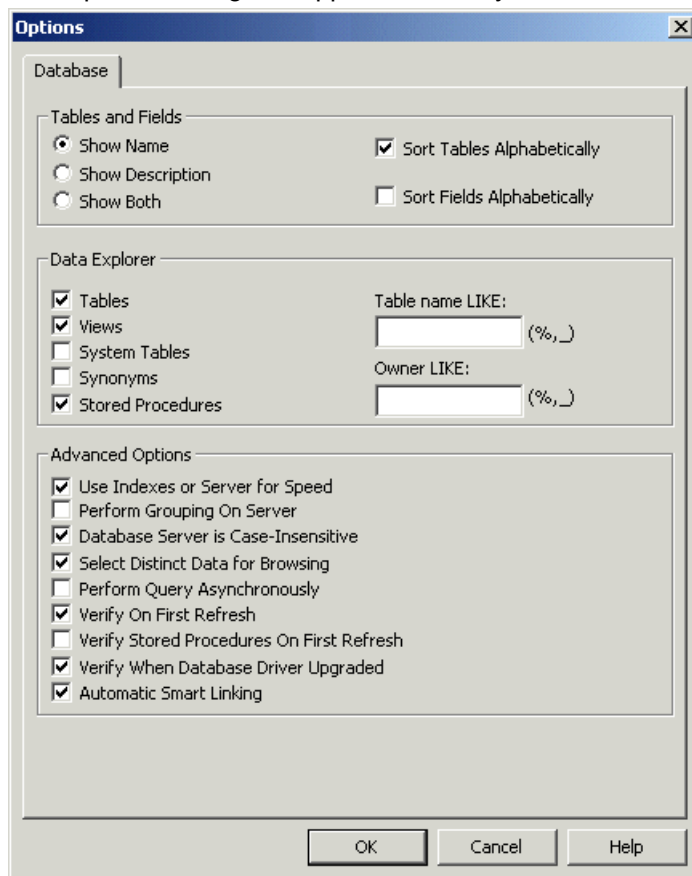 Options
Database
Tables and Fields
Show Name
Sort Tables Alphabetically
Show Description
Show Both
Sort Fields Alphabetically
Data Explorer
Tables
Table name LIKE:
Views
(%,_)
System Tables
Synonyms
Owner LIKE:
Stored Procedures
(%,_)
Advanced Options
Use Indexes or Server for Speed
Perform Grouping On Server
Database Server is Case-Insensitive
Select Distinct Data for Browsing
Perform Query Asynchronously
Verify On First Refresh
Verify Stored Procedures On First Refresh
Verify When Database Driver Upgraded
Automatic Smart Linking
OK Cancel Help